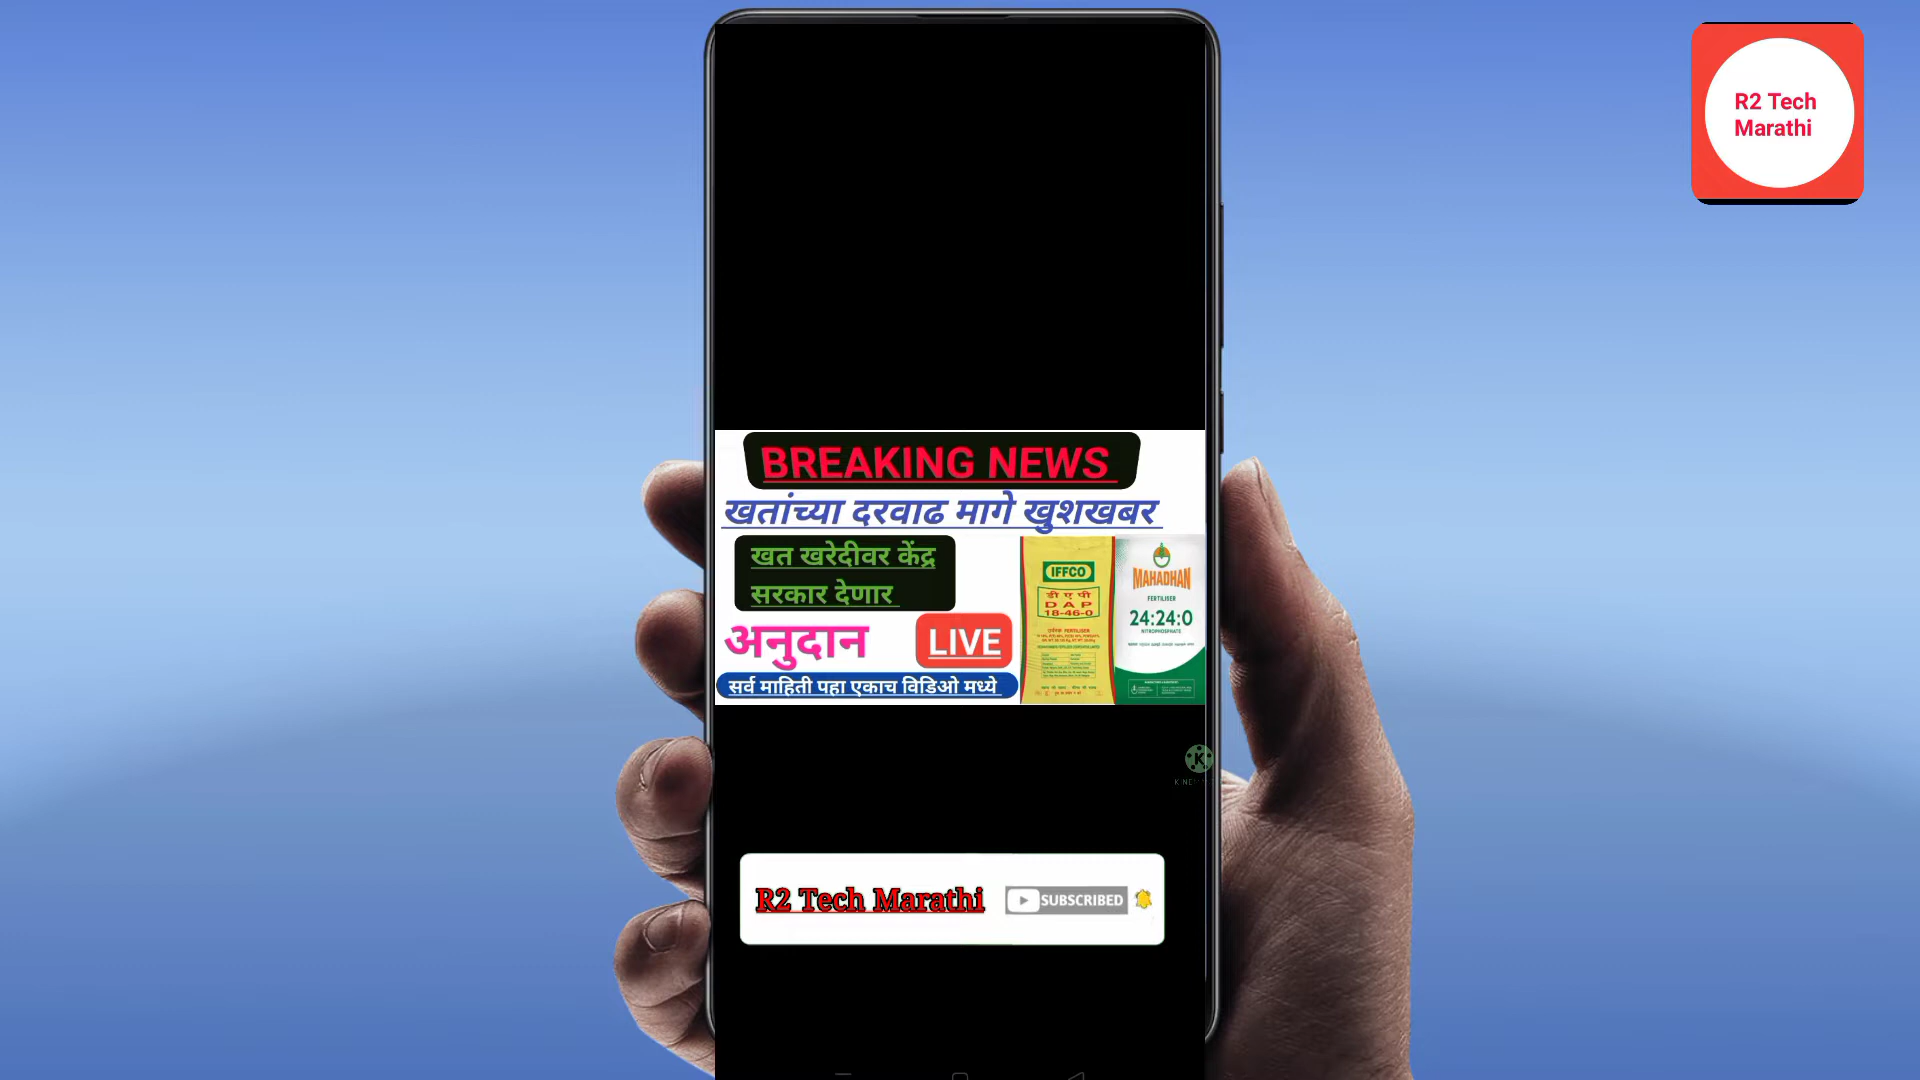 R2 Tech
Marathi
BREAKING NEWS
खतांच्या दरवाढ मागे खुशखबर
खत खरेदीवर केंद्र
सरकार देणार
अनुदान
LIVE
सर्व माहिती पहा एकाच विडिओ मध्ये
IFFCO
डी ए पी
DAP
18-46-0
MAHADHAN
FERTILISER
24:24:0
NITROPHOSPHATE
R2 Tech Marathi
SUBSCRIBED